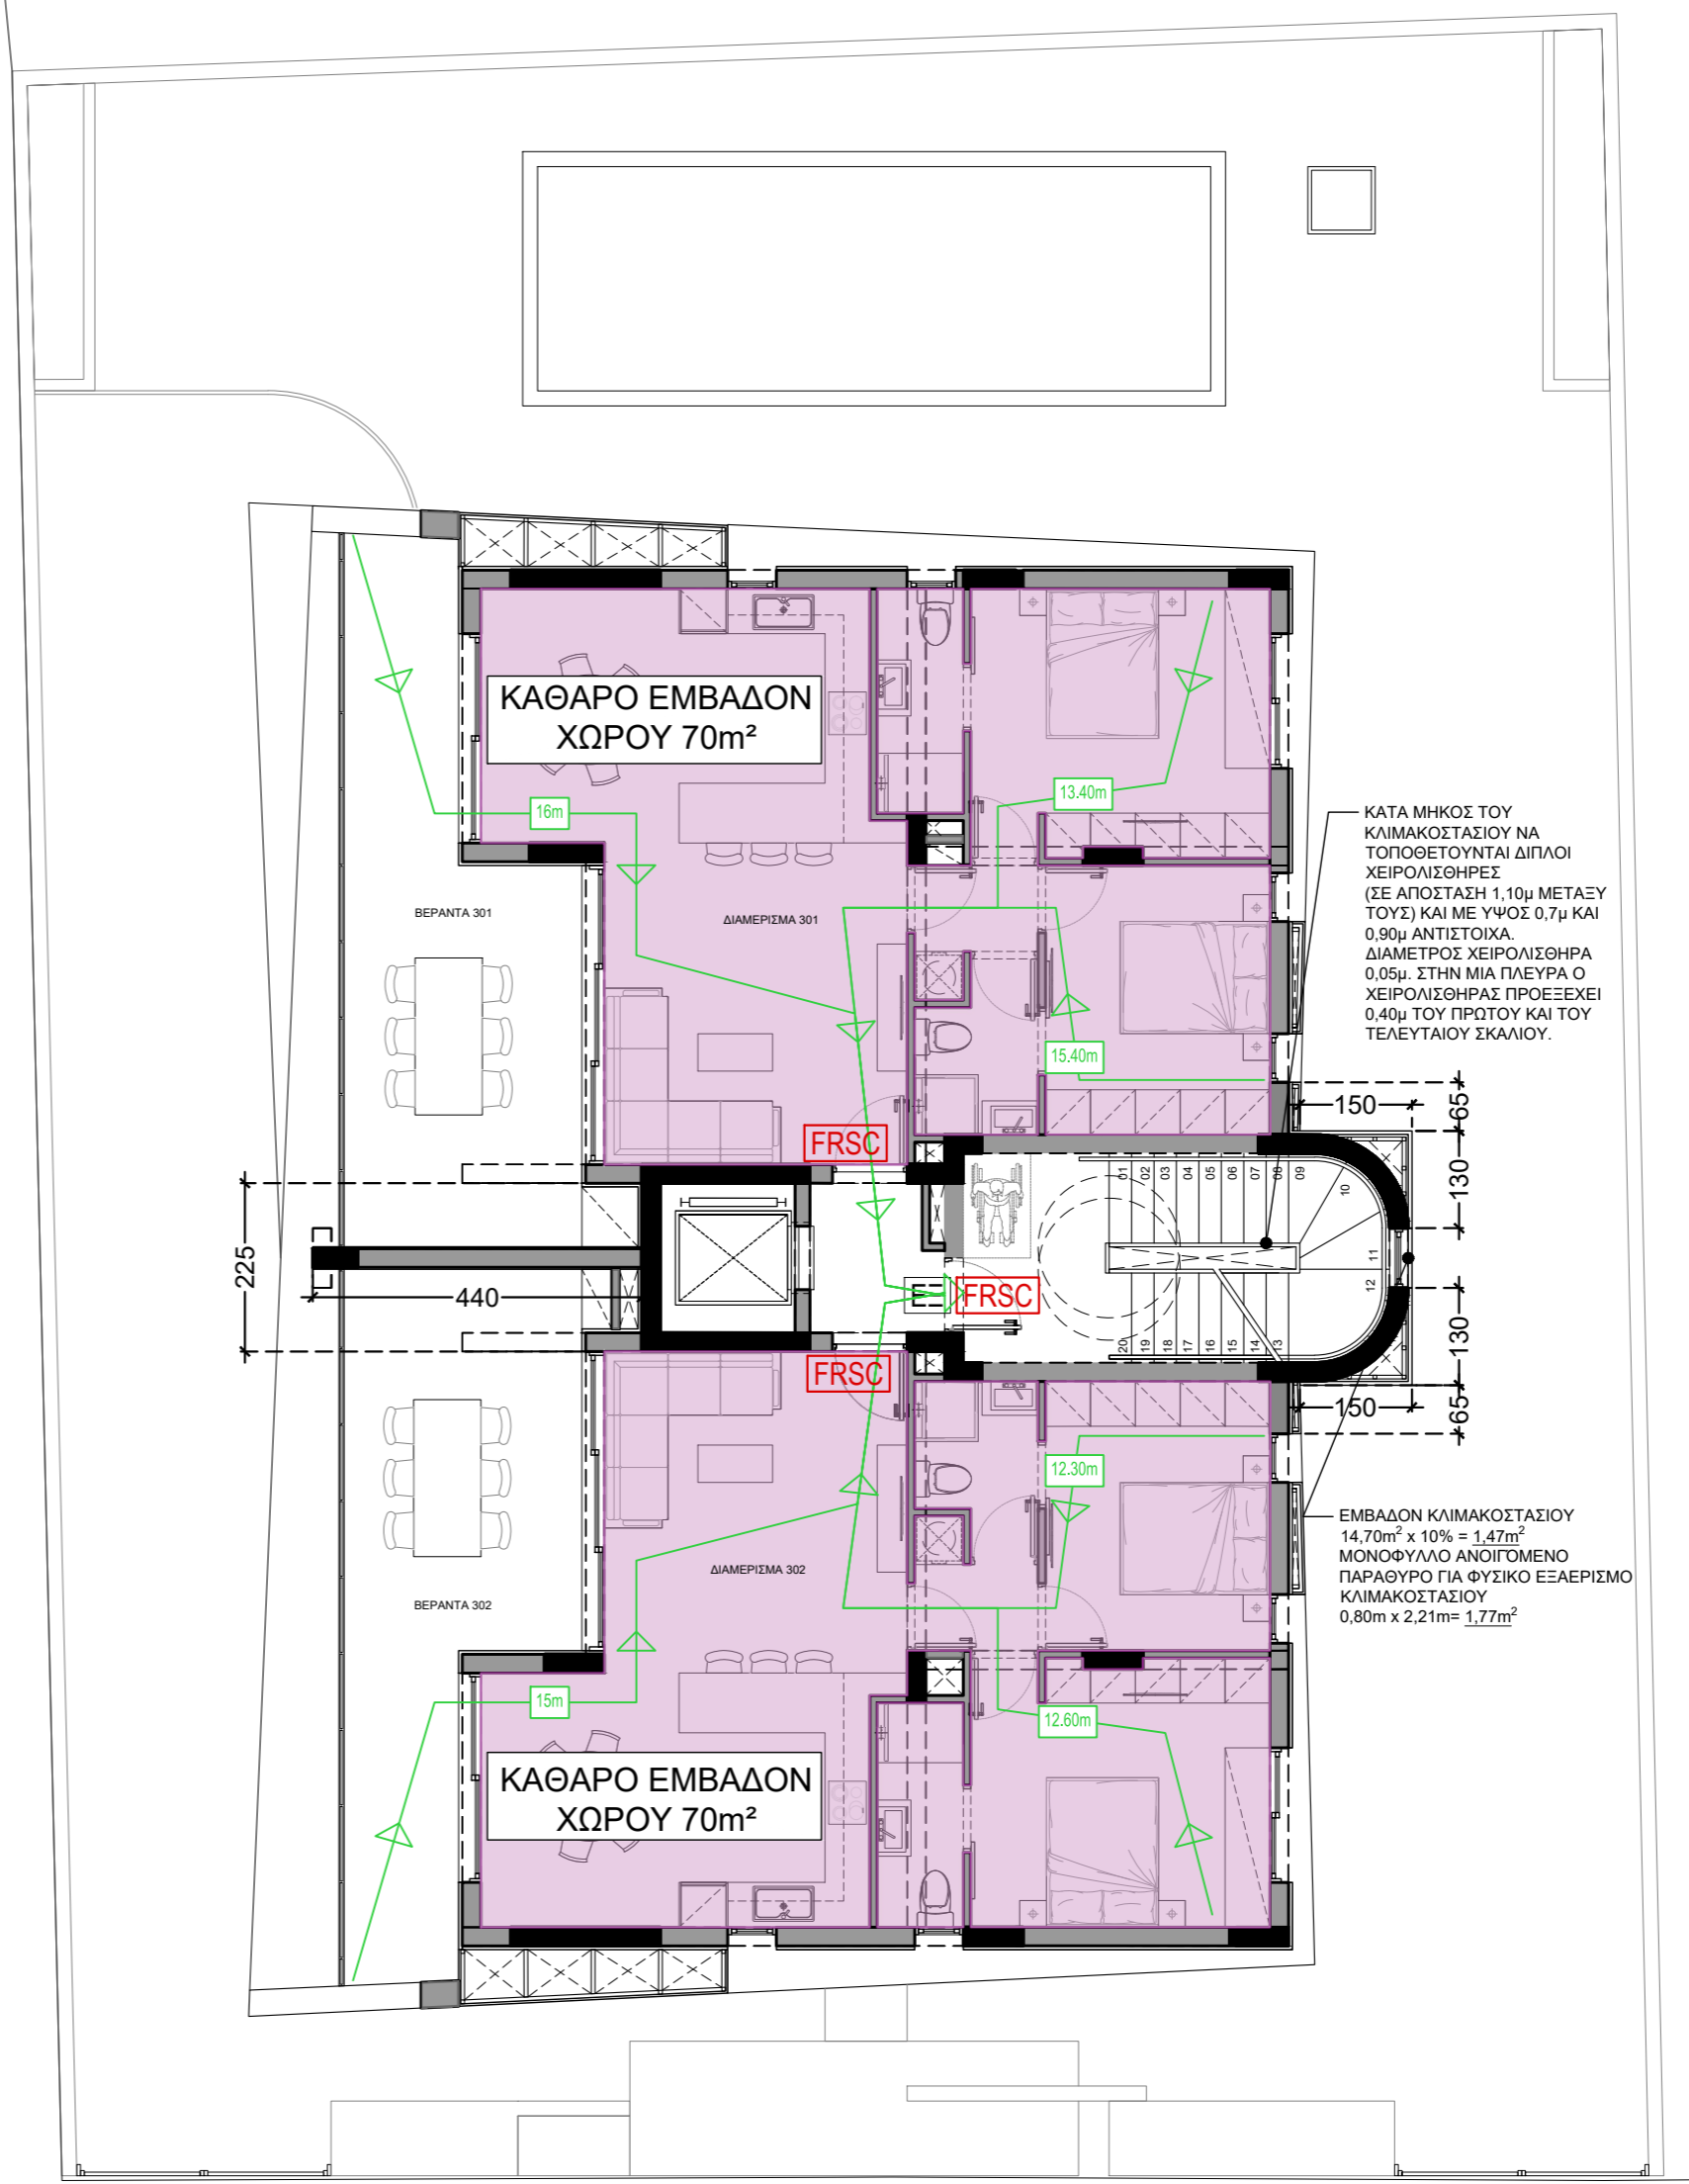 ΚΑΘΑΡΟ ΕΜΒΑΔΟΝ
ΧΩΡΟΥ 70m²
16m
13.40m
ΒΕΡΑΝΤΑ 301
ΔΙΑΜΕΡΙΣΜΑ 301
15.40m
ΚΑΤΑ ΜΗΚΟΣ ΤΟΥ
ΚΛΙΜΑΚΟΣΤΑΣΙΟΥ ΝΑ
ΤΟΠΟΘΕΤΟΥΝΤΑΙ ΔΙΠΛΟΙ
ΧΕΙΡΟΛΙΣΘΗΡΕΣ
(ΣΕ ΑΠΟΣΤΑΣΗ 1,10μ ΜΕΤΑΞΥ
ΤΟΥΣ) ΚΑΙ ΜΕ ΥΨΟΣ 0,7μ ΚΑΙ
0,90μ ΑΝΤΙΣΤΟΙΧΑ.
ΔΙΑΜΕΤΡΟΣ ΧΕΙΡΟΛΙΣΘΗΡΑ
0,05μ. ΣΤΗΝ ΜΙΑ ΠΛΕΥΡΑ Ο
ΧΕΙΡΟΛΙΣΘΗΡΑΣ ΠΡΟΕΞΕΧΕΙ
0,40μ ΤΟΥ ΠΡΩΤΟΥ ΚΑΙ ΤΟΥ
ΤΕΛΕΥΤΑΙΟΥ ΣΚΑΛΙΟΥ.
150
65
130
FRSC
01 02 03 04 05 06 07 08 09
10
11
12
225
440
FRSC
20 19 18 17 16 15 14 13
130
65
150
FRSC
12.30m
ΕΜΒΑΔΟΝ ΚΛΙΜΑΚΟΣΤΑΣΙΟΥ
14,70m² x 10% = 1,47m²
ΜΟΝΟΦΥΛΛΟ ΑΝΟΙΓΟΜΕΝΟ
ΠΑΡΑΘΥΡΟ ΓΙΑ ΦΥΣΙΚΟ ΕΞΑΕΡΙΣΜΟ
ΚΛΙΜΑΚΟΣΤΑΣΙΟΥ
0,80m x 2,21m= 1,77m²
ΔΙΑΜΕΡΙΣΜΑ 302
ΒΕΡΑΝΤΑ 302
15m
12.60m
ΚΑΘΑΡΟ ΕΜΒΑΔΟΝ
ΧΩΡΟΥ 70m²